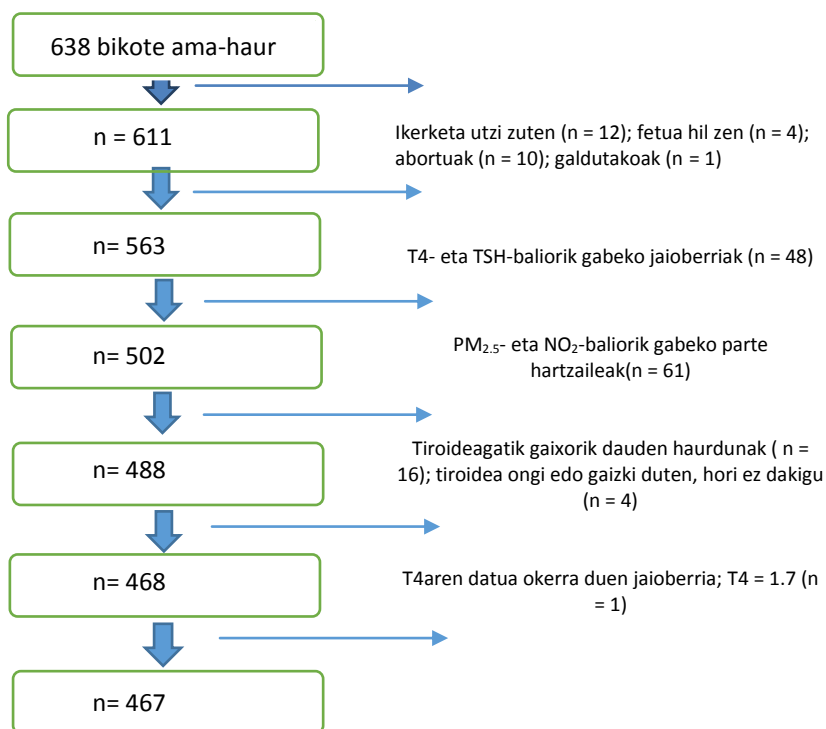 638 bikote ama-haur
n = 611
Ikerketa utzi zuten (n = 12); fetua hil zen (n = 4);
abortuak (n = 10); galdutakoak (n = 1)
n= 563
T4- eta TSH-baliorik gabeko jaioberriak (n = 48)
n= 502
PM₂.₅- eta NO₂-baliorik gabeko parte
hartzaileak(n = 61)
n= 488
Tiroideagatik gaixorik dauden haurdunak ( n =
16); tiroidea ongi edo gaizki duten, hori ez dakigu
(n = 4)
n= 468
T4aren datua okerra duen jaioberria; T4 = 1.7 (n
= 1)
n= 467